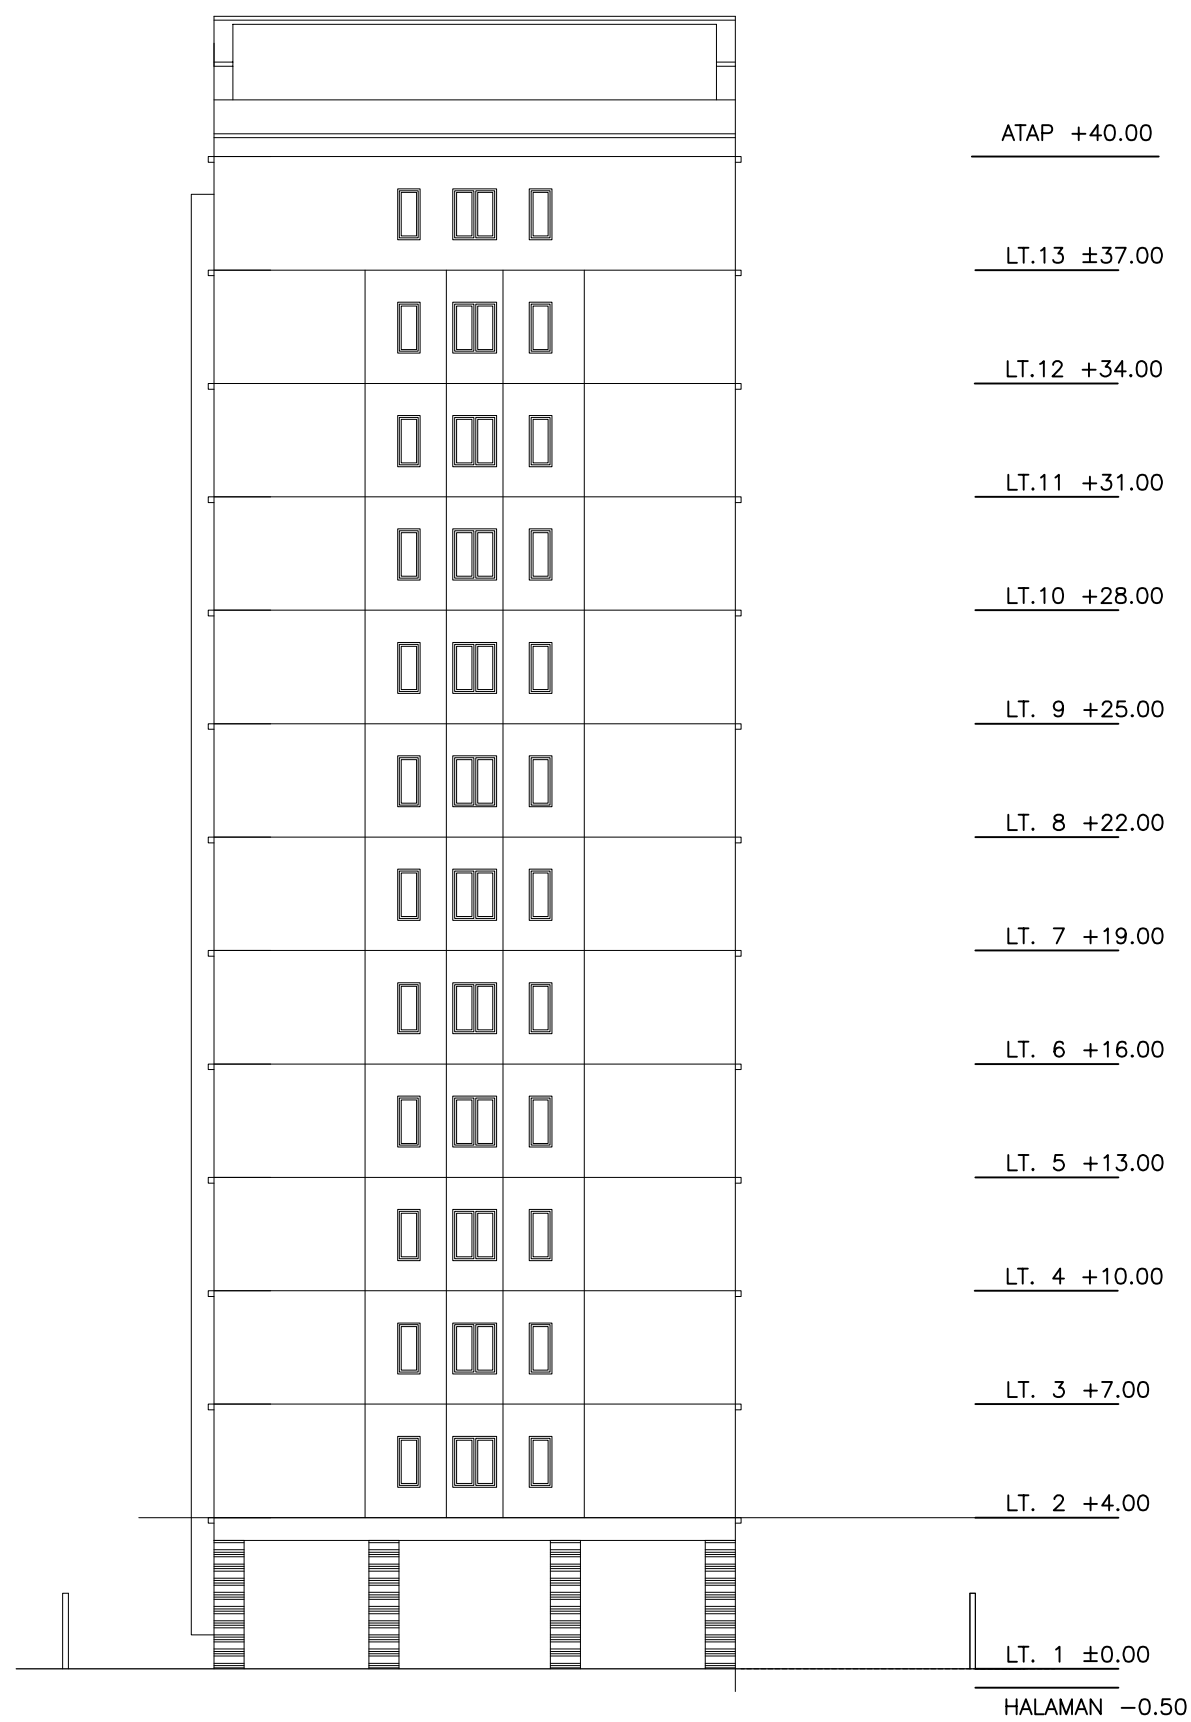 ATAP +40.00
LT.13 ±37.00
LT.12 +34.00
LT.11 +31.00
LT.10 +28.00
LT. 9 +25.00
LT. 8 +22.00
LT. 7 +19.00
LT. 6 +16.00
LT. 5 +13.00
LT. 4 +10.00
LT. 3 +7.00
LT. 2 +4.00
LT. 1 ±0.00
HALAMAN -0.50